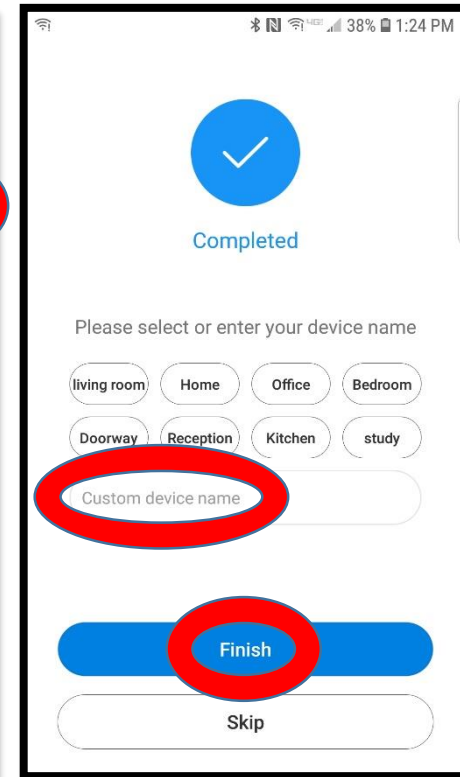 4GE 38% 1:24 PM
Completed
Please select or enter your device name
living room Home Office Bedroom
Doorway Reception Kitchen study
Custom device name
Finish
Skip